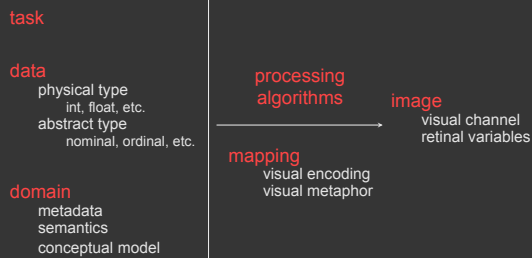 task
data
physical type
int, float, etc.
abstract type
nominal, ordinal, etc.
domain
metadata
semantics
conceptual model
processing
algorithms
mapping
visual encoding
visual metaphor
image
visual channel
retinal variables